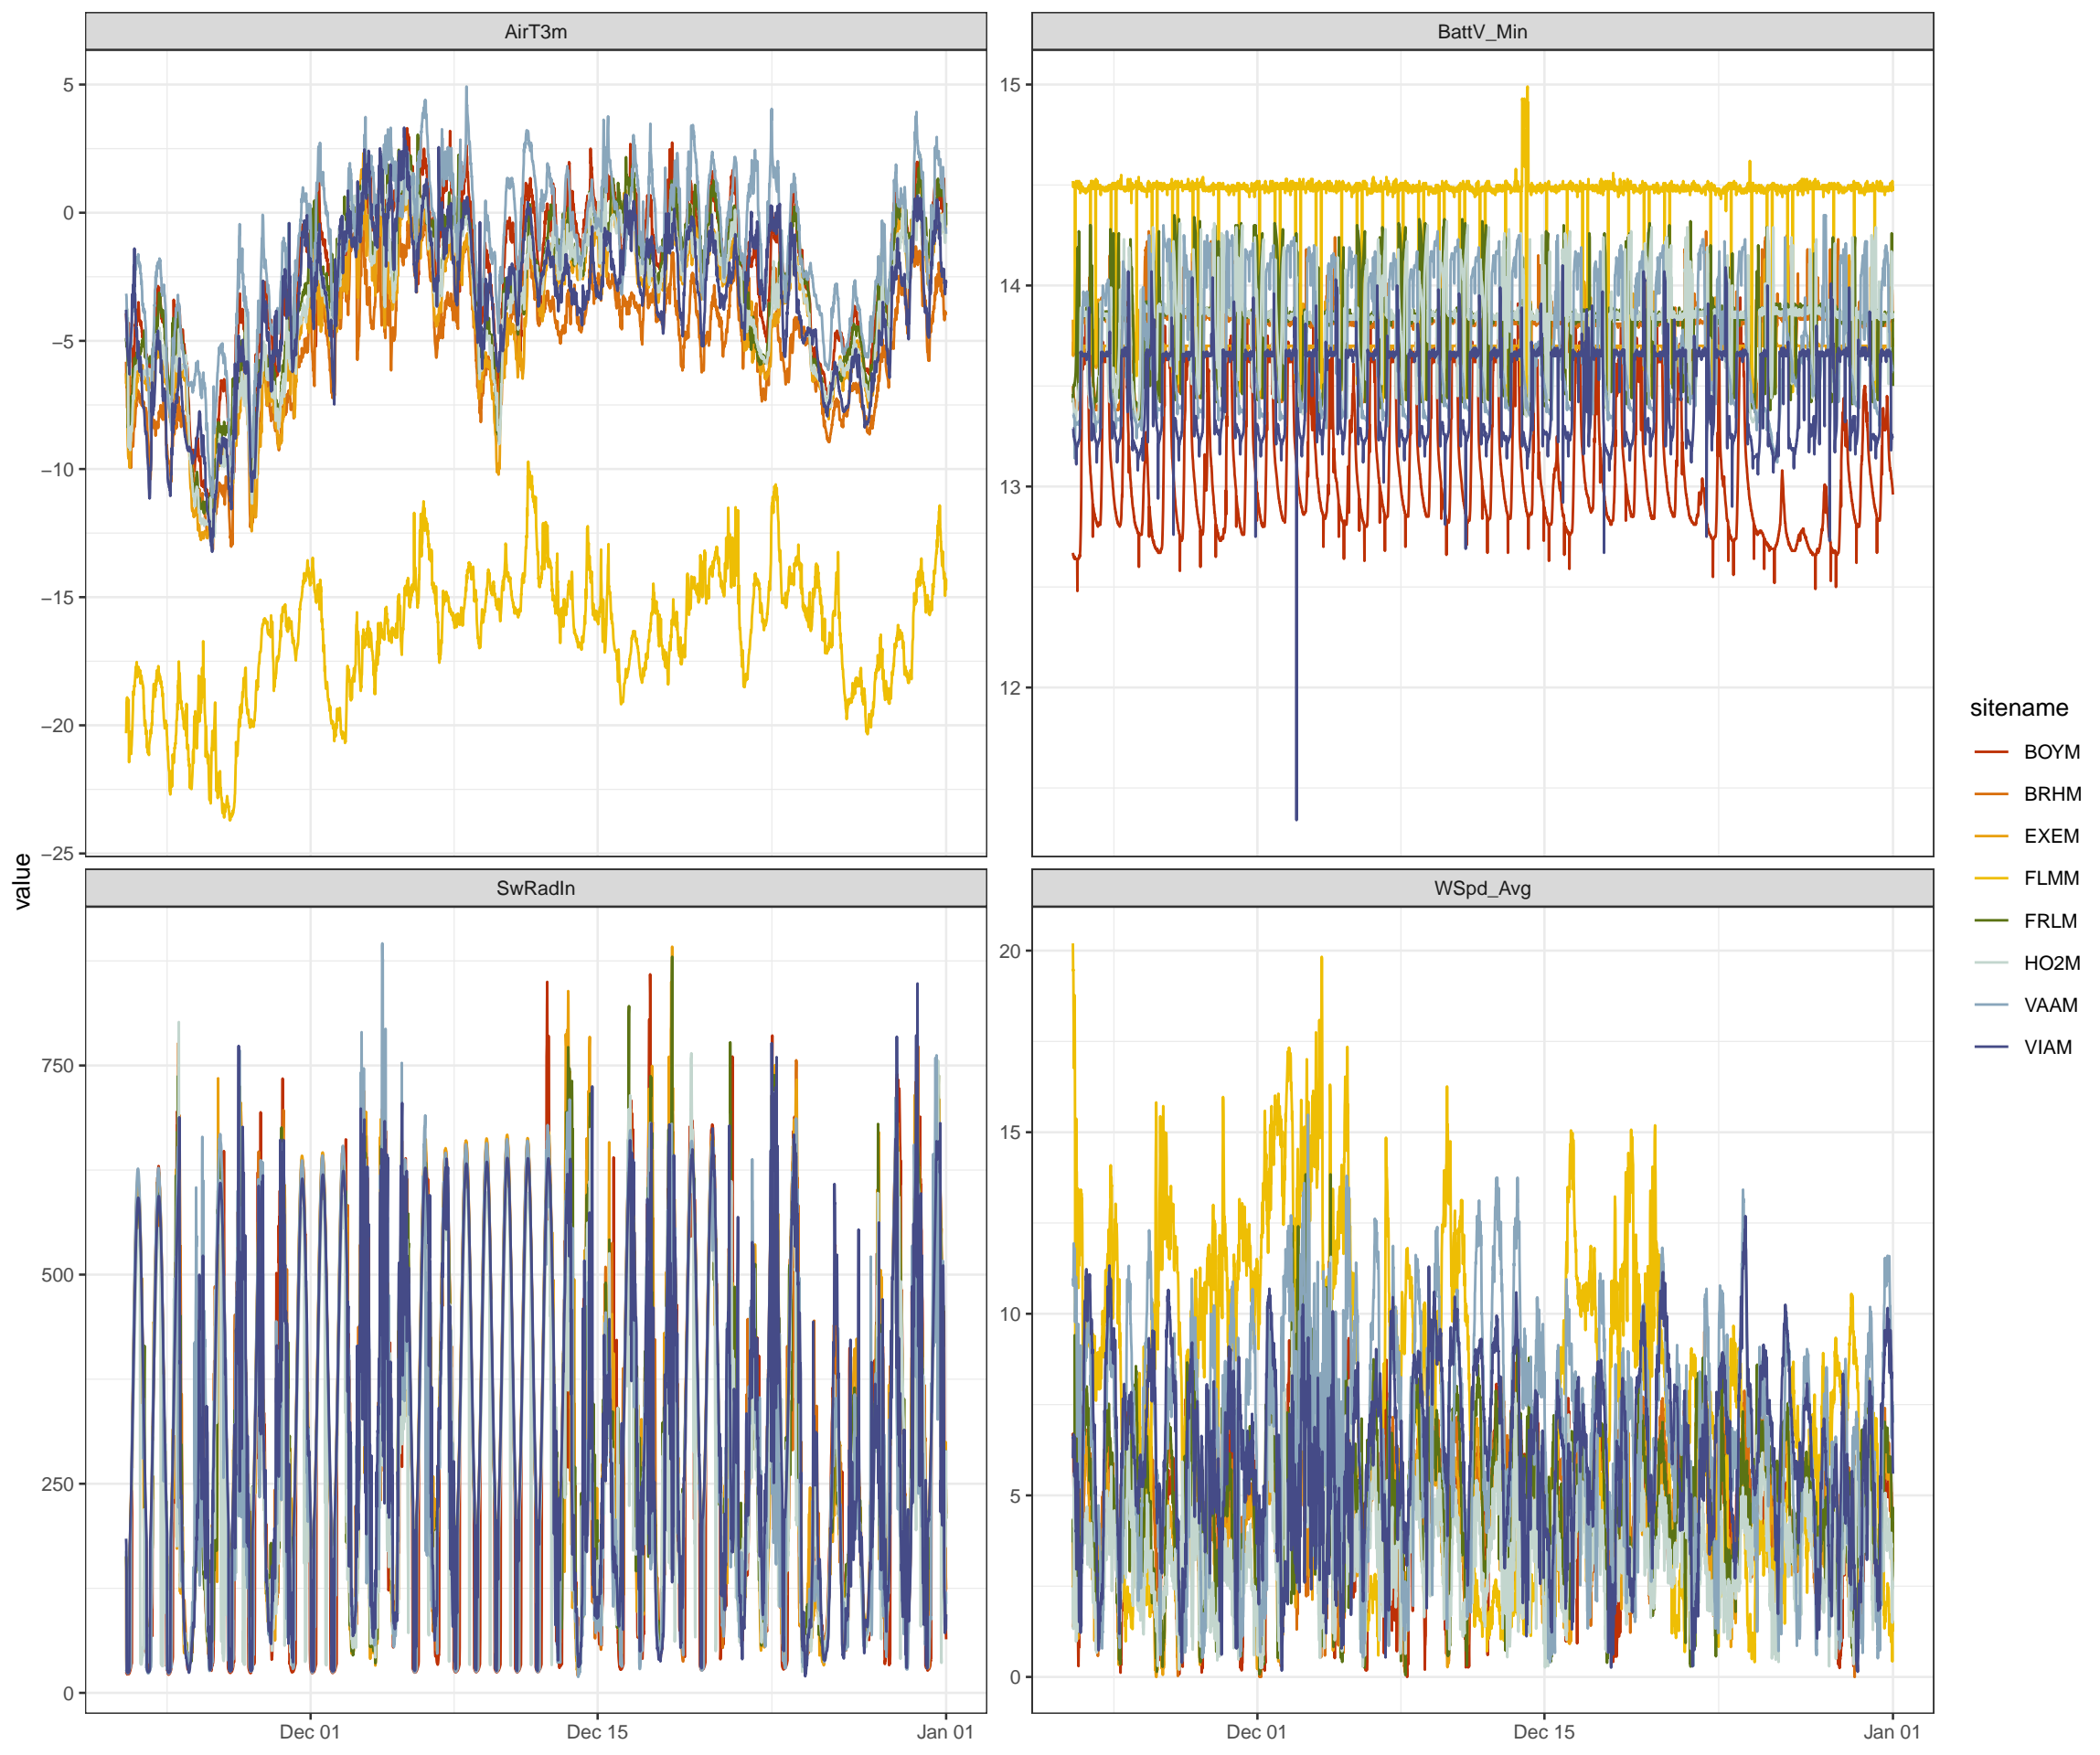 AirT3m
BattV_Min
5
0
−5
−10
−15
−20
−25
15
14
13
12
value
SwRadIn
WSpd_Avg
750
500
250
0
20
15
10
5
0
Dec 01
Dec 15
Jan 01
Dec 01
Dec 15
Jan 01
sitename
BOYM
BRHM
EXEM
FLMM
FRLM
HO2M
VAAM
VIAM